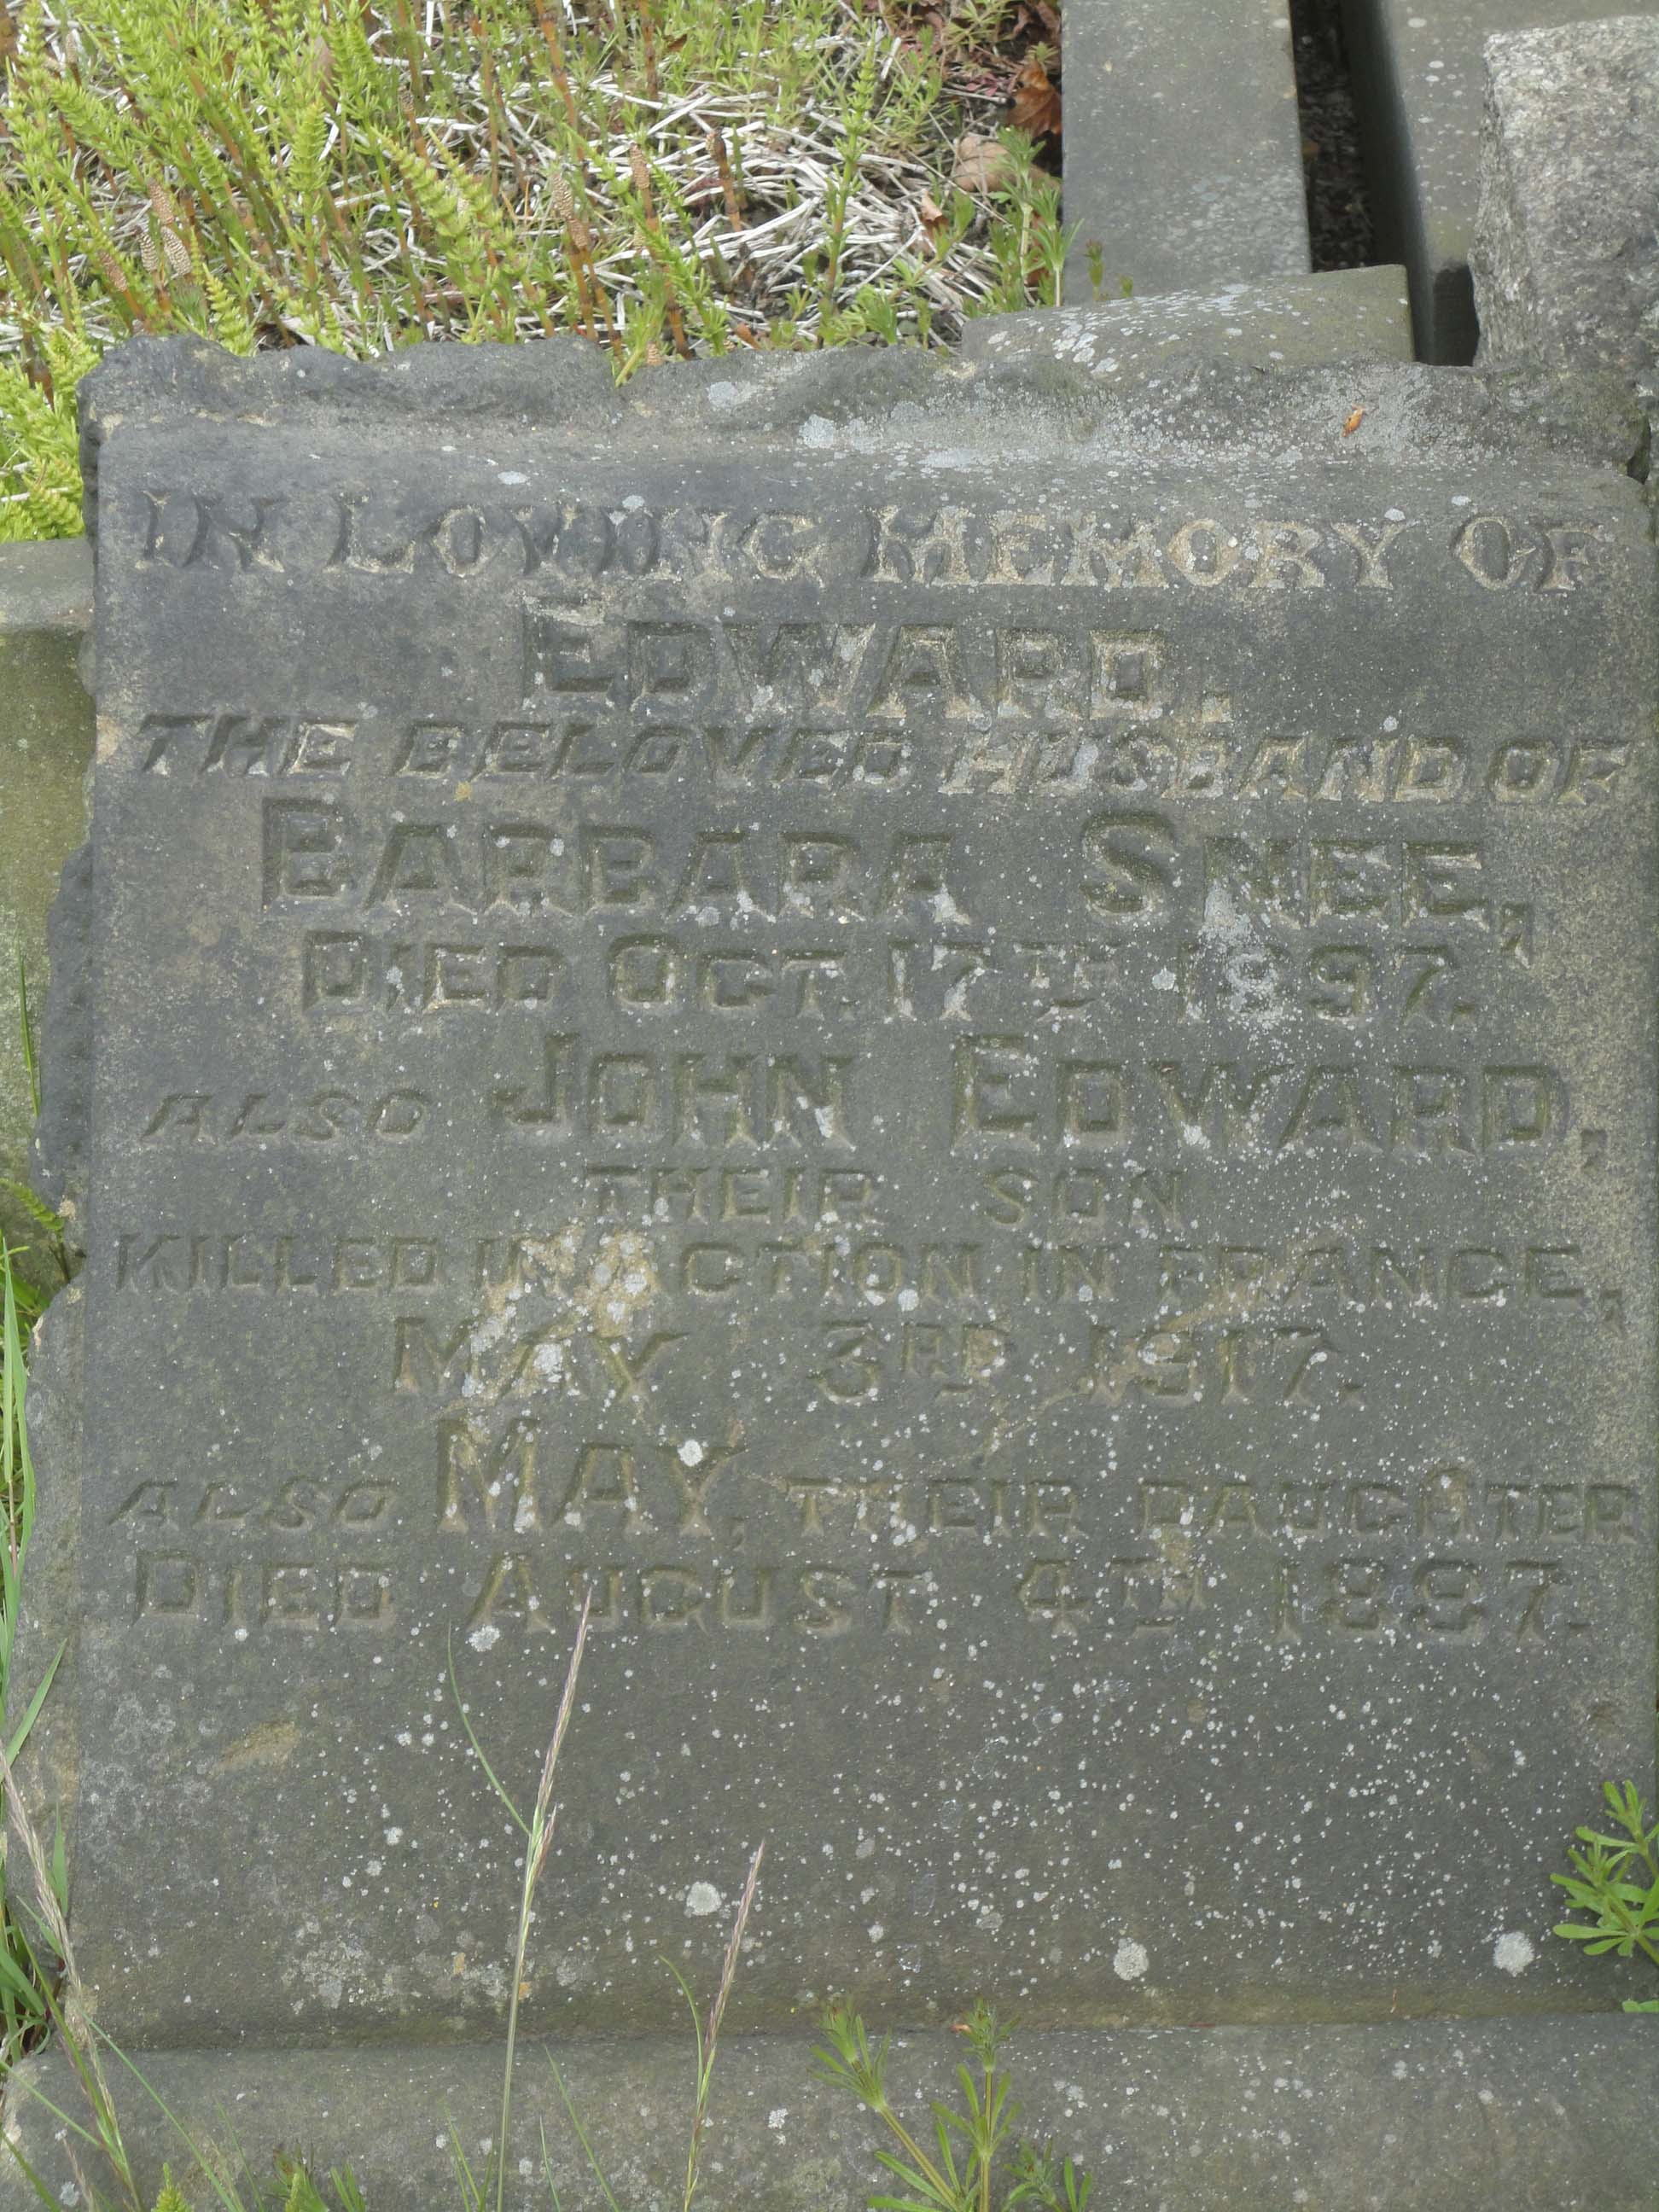 IN LOVING MEMORY OF
EDWARD,
THE BELOVED HUSBAND OF
BARBARA SNEE,
DIED OCT. 17TH 1897.
ALSO JOHN EDWARD,
THEIR SON
KILLED IN ACTION IN FRANCE,
MAY 3RD 1917.
ALSO MAY, THEIR DAUGHTER
DIED AUGUST 4TH 1897.